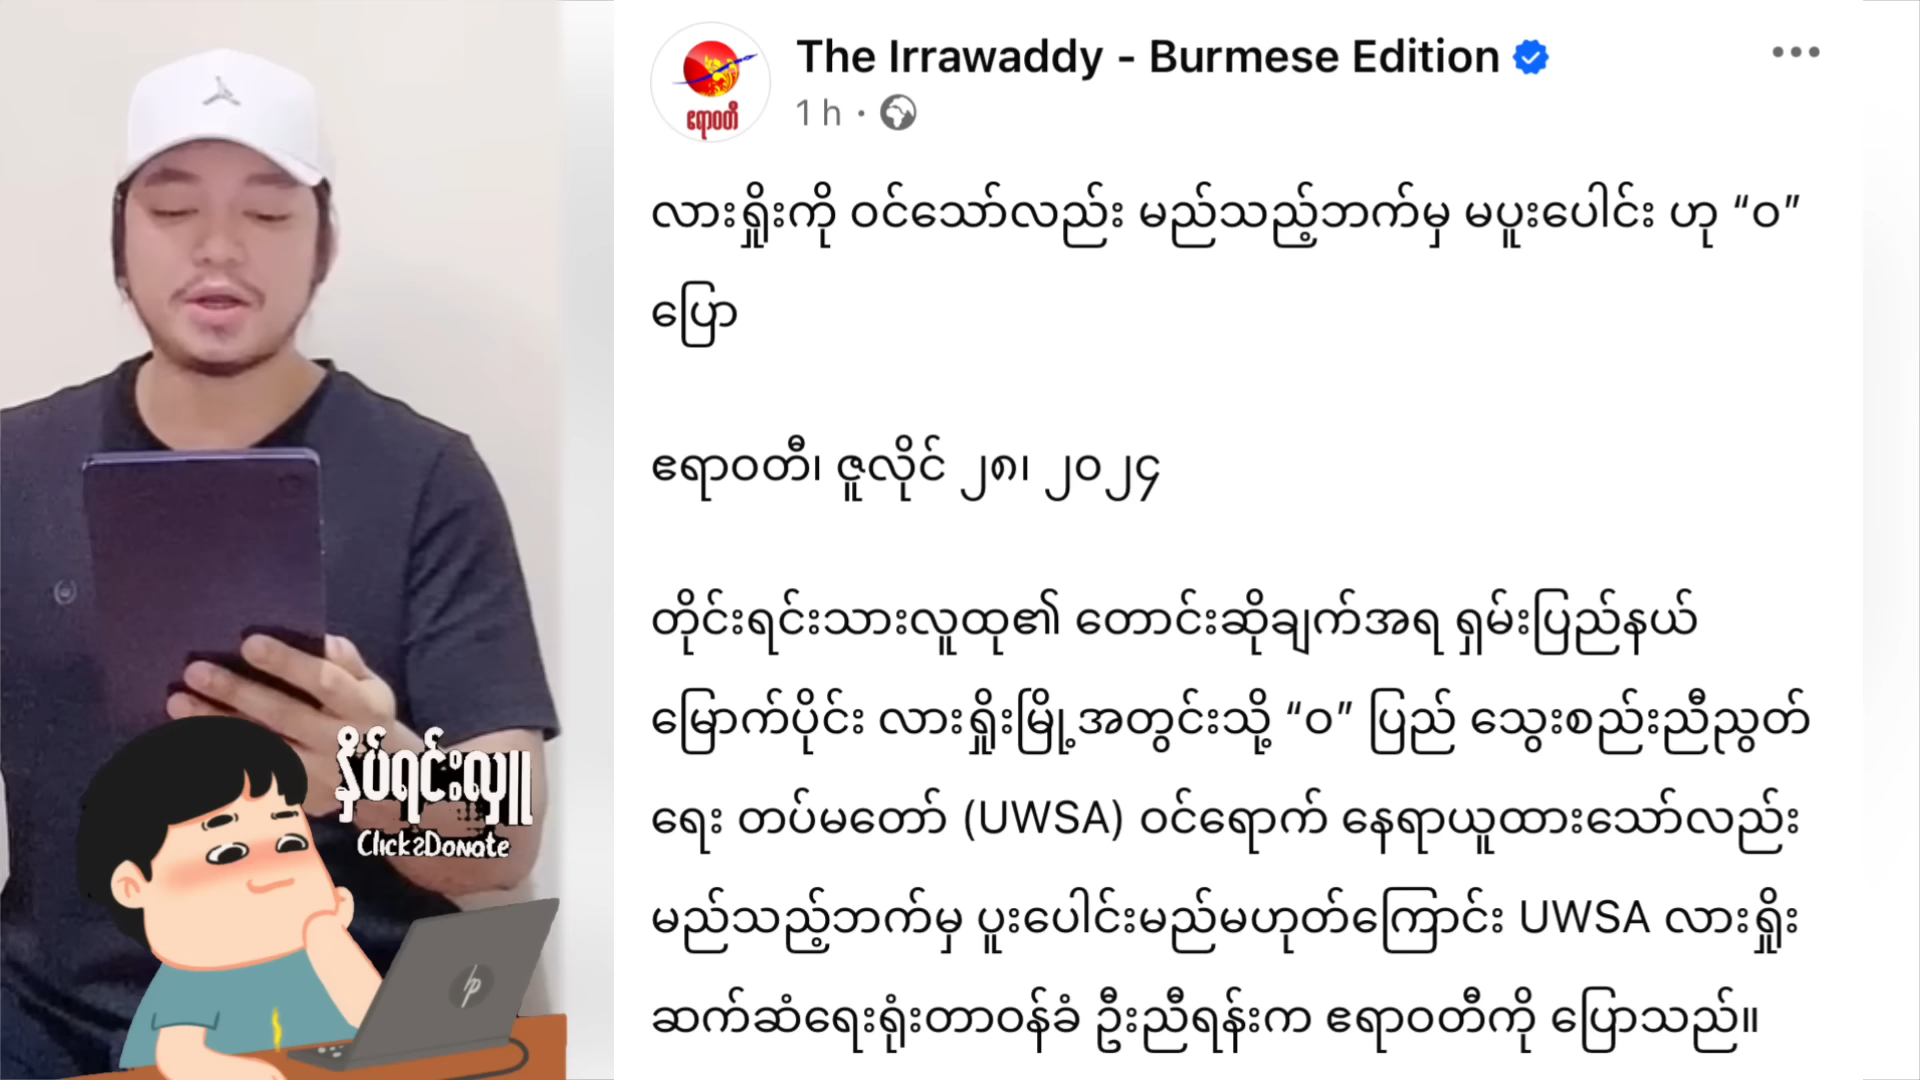 The Irrawaddy - Burmese Edition
1 h
ဧရာဝတီ
လားရှိုးကို ဝင်သော်လည်း မည်သည့်ဘက်မှ မပူးပေါင်း ဟု “ဝ”
ပြော
ဧရာဝတီ၊ ဇူလိုင် ၂၈၊ ၂၀၂၄
တိုင်းရင်းသားလူထု၏ တောင်းဆိုချက်အရ ရှမ်းပြည်နယ်
မြောက်ပိုင်း လားရှိုးမြို့အတွင်းသို့ “ဝ” ပြည် သွေးစည်းညီညွတ်
ရေး တပ်မတော် (UWSA) ဝင်ရောက် နေရာယူထားသော်လည်း
မည်သည့်ဘက်မှ ပူးပေါင်းမည်မဟုတ်ကြောင်း UWSA လားရှိုး
ဆက်ဆံရေးရုံးတာဝန်ခံ ဦးညီရန်းက ဧရာဝတီကို ပြောသည်။
နှိပ်ရင်းလှူ
Click2Donate
hp